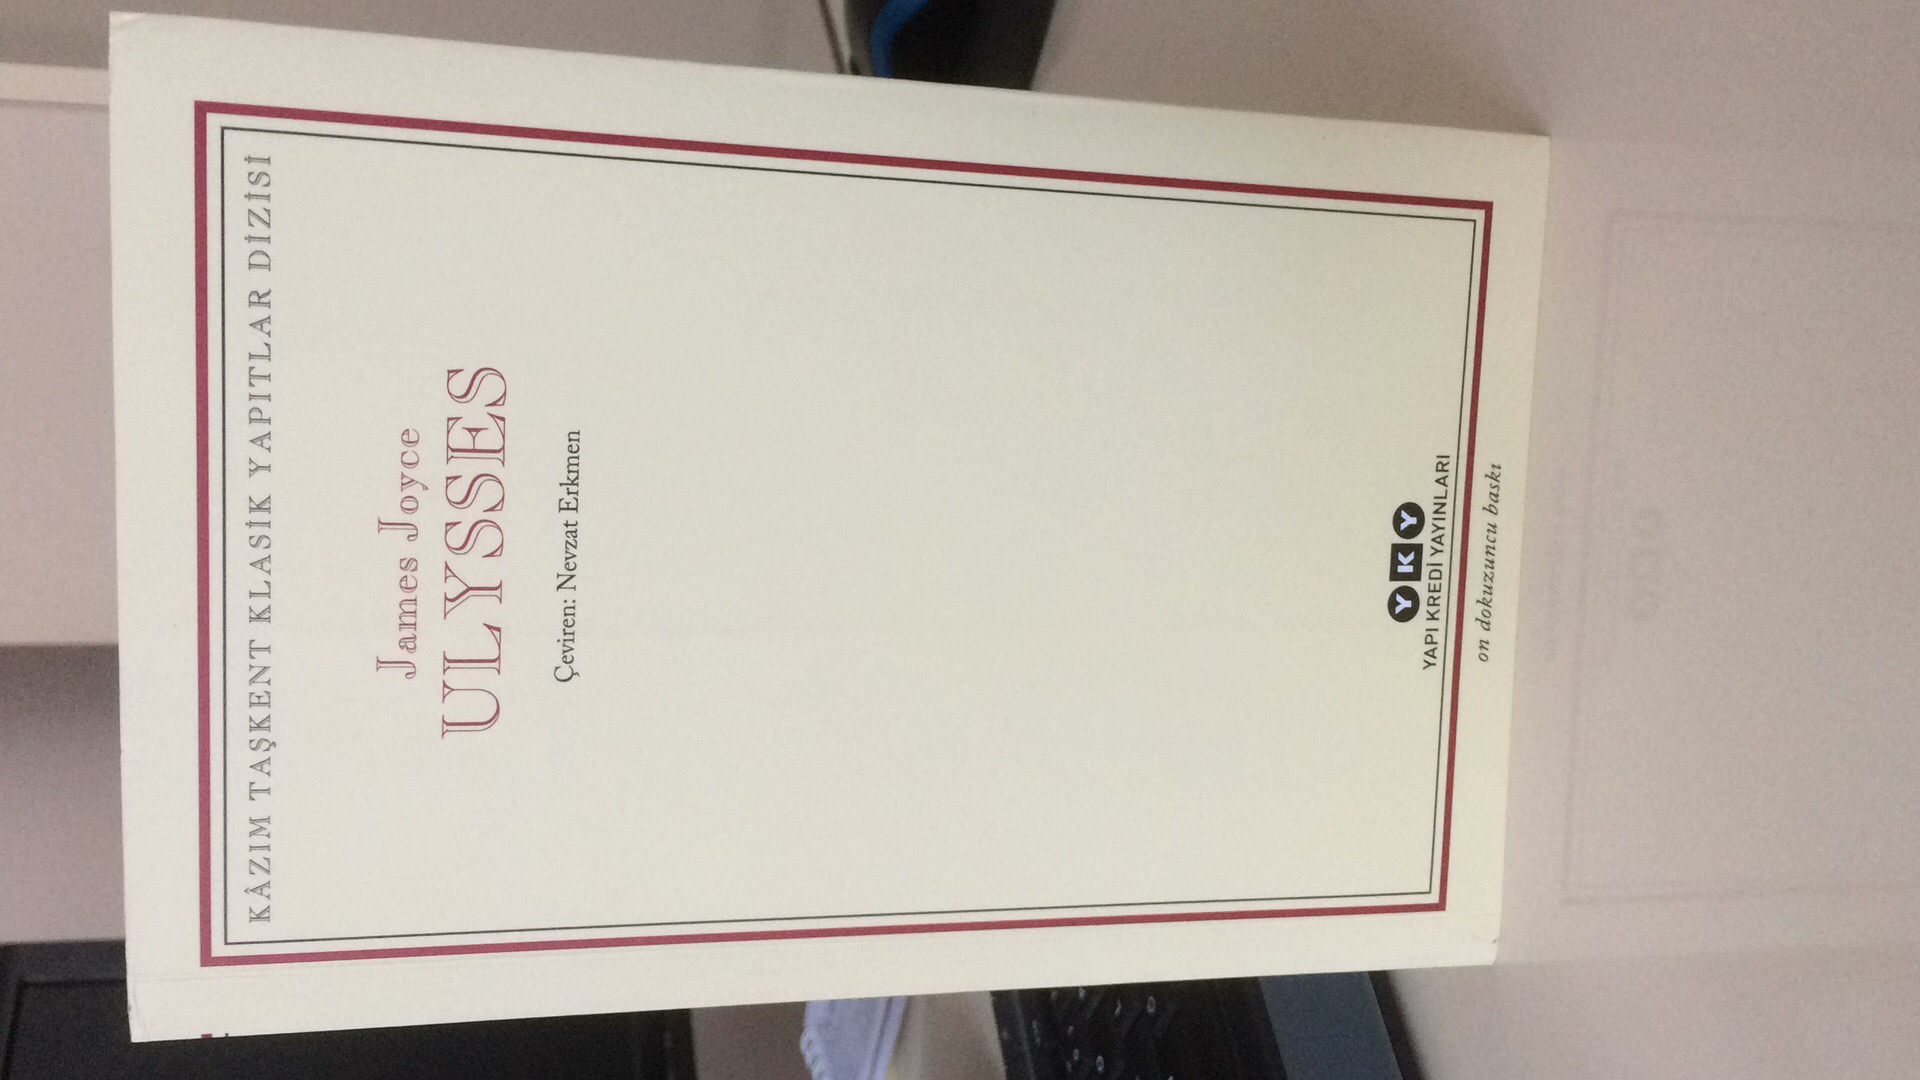 KÂZIM TAŞKENT KLASİK YAPITLAR DİZİSİ
James Joyce
ULYSSES
Çeviren: Nevzat Erkmen
YKY
YAPI KREDİ YAYINLARI
on dokuzuncu baskı